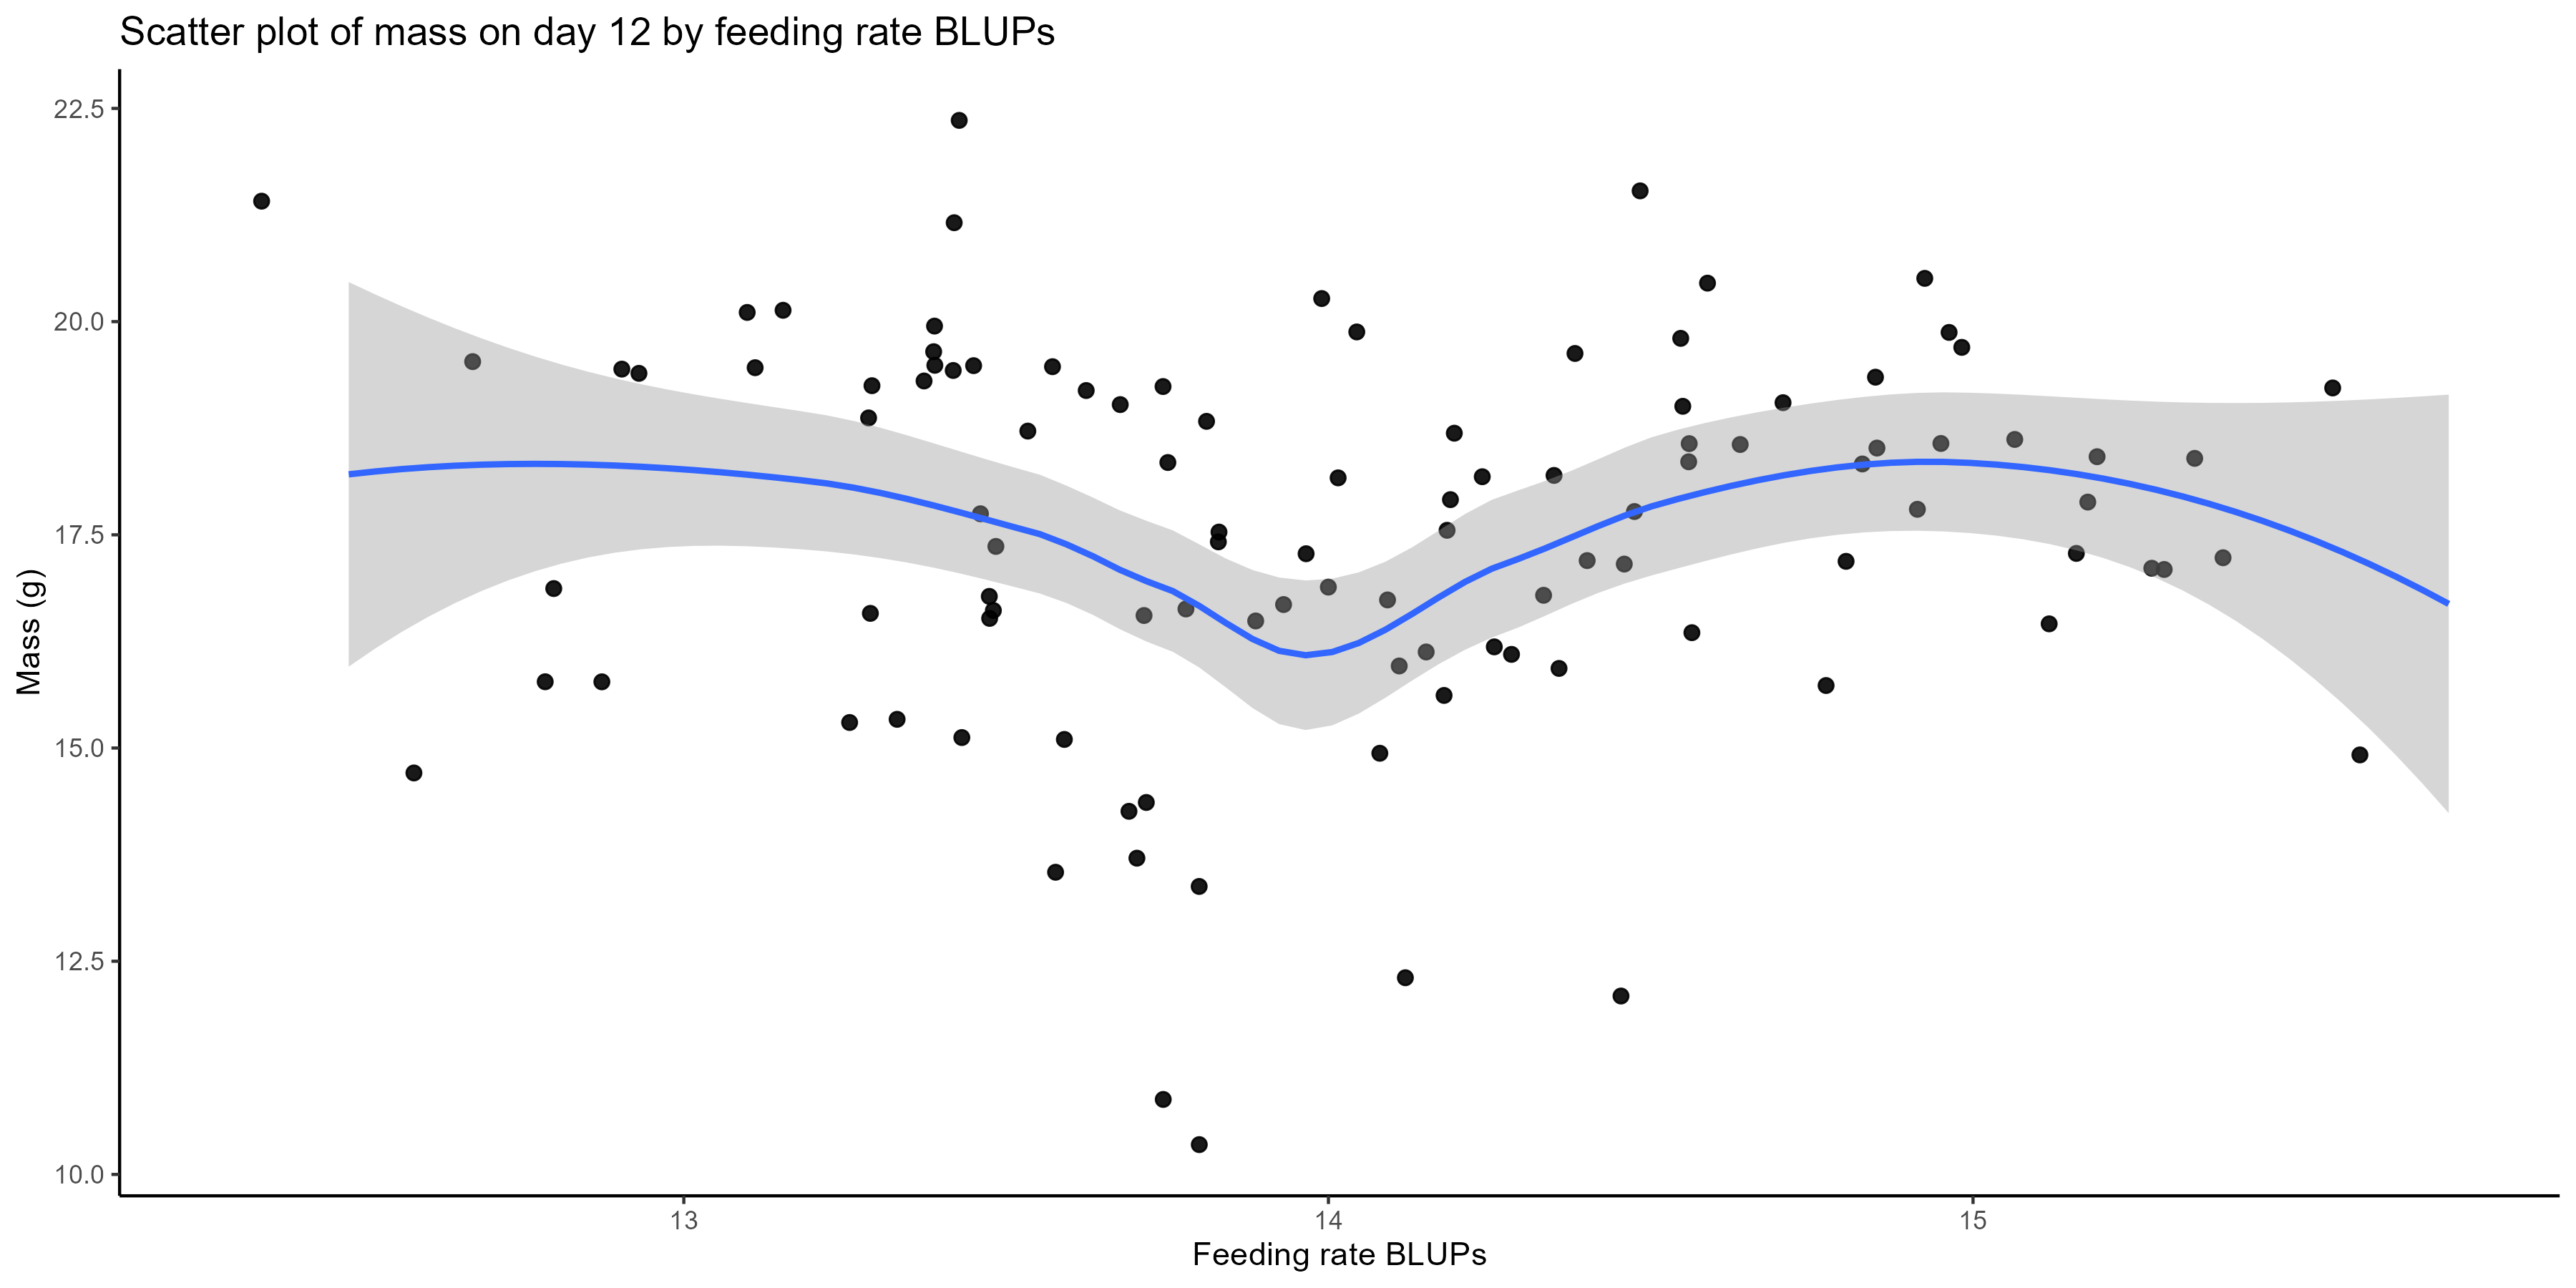 Scatter plot of mass on day 12 by feeding rate BLUPs
22.5
20.0
17.5
15.0
12.5
10.0
Mass (g)
13 14 15
Feeding rate BLUPs